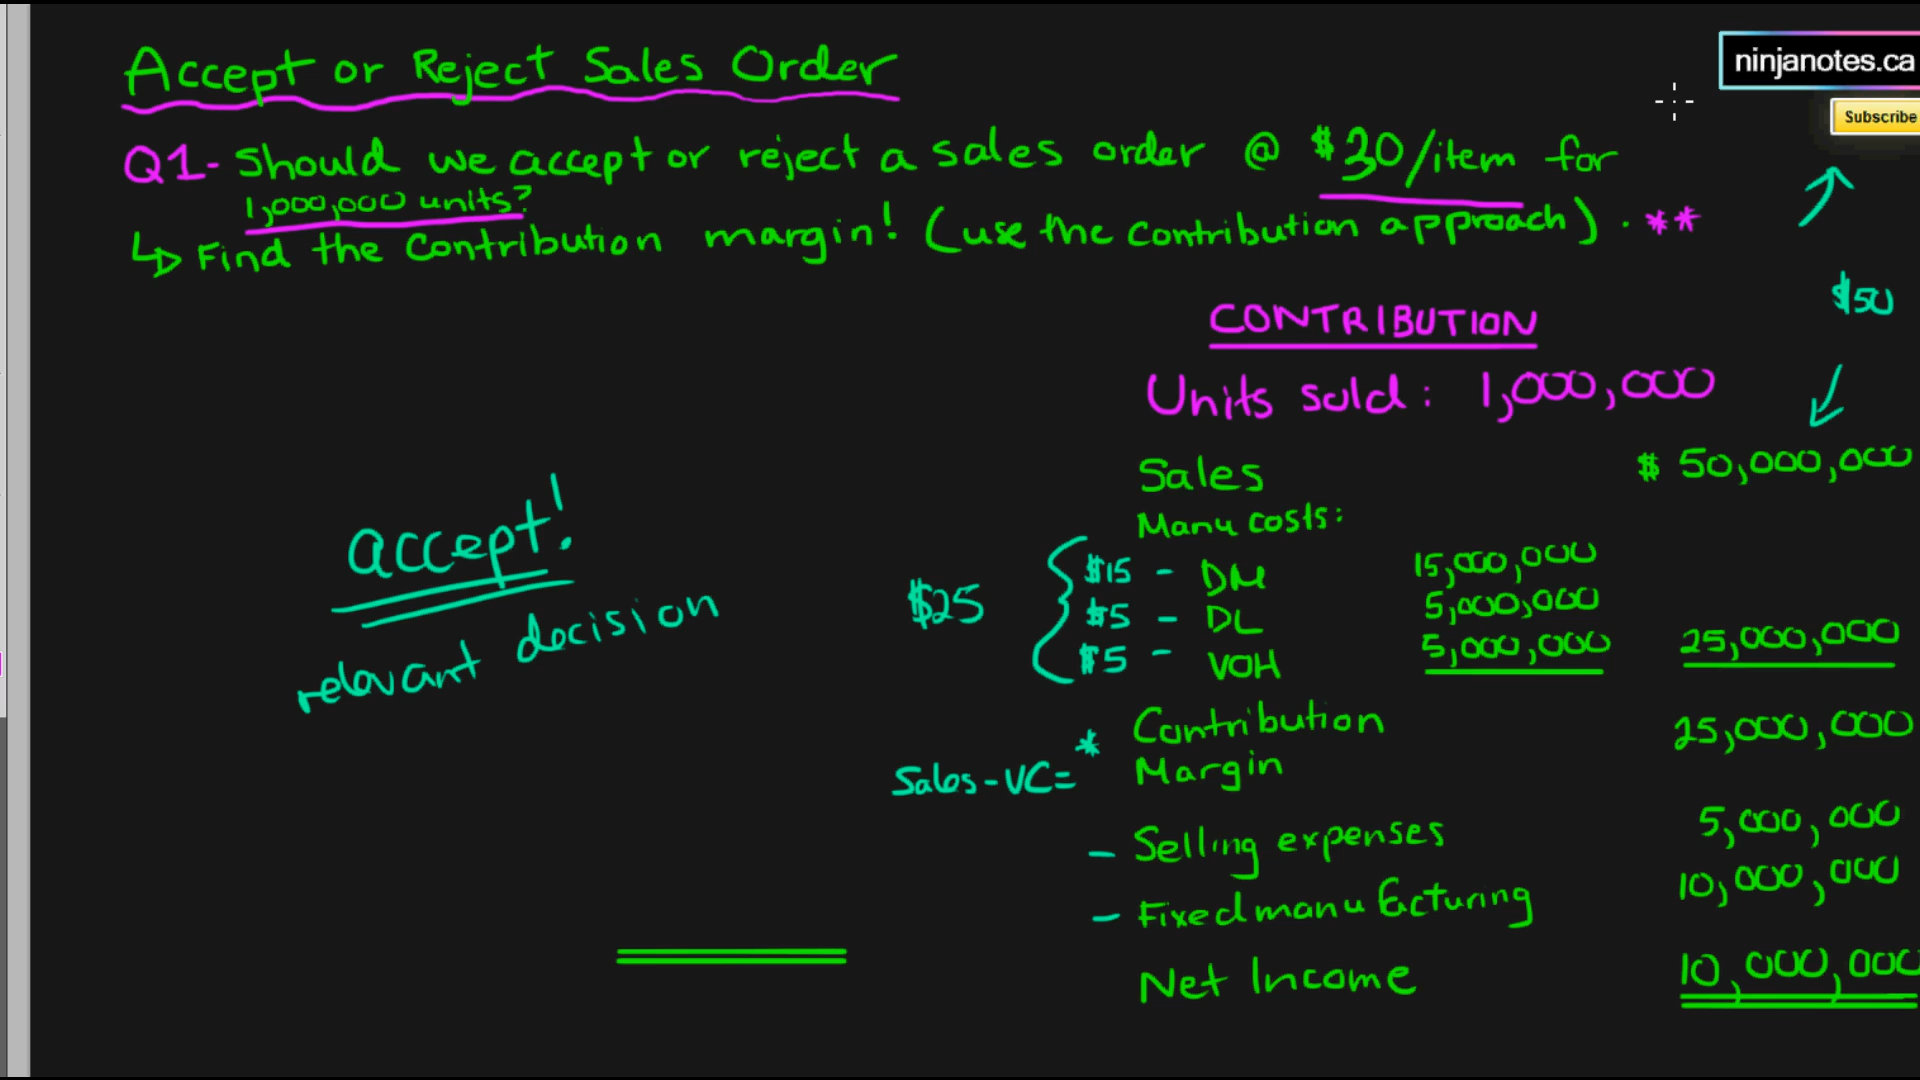 Accept or Reject Sales Order
ninjanotes.ca
Subscribe
Q1- Should we accept or reject a sales order @ $30/item for
1,000,000 units?
↳ Find the contribution margin! (use the contribution approach). **
$50
CONTRIBUTION
Units sold: 1,000,000
Sales $ 50,000,000
Manu costs:
accept!
relevant decision
$25
$15 - DM 15,000,000
$5 - DL 5,000,000
$5 - VOH 5,000,000 25,000,000
Sales-VC= * Contribution Margin 25,000,000
- Selling expenses 5,000,000
- Fixed manufacturing 10,000,000
Net Income 10,000,000